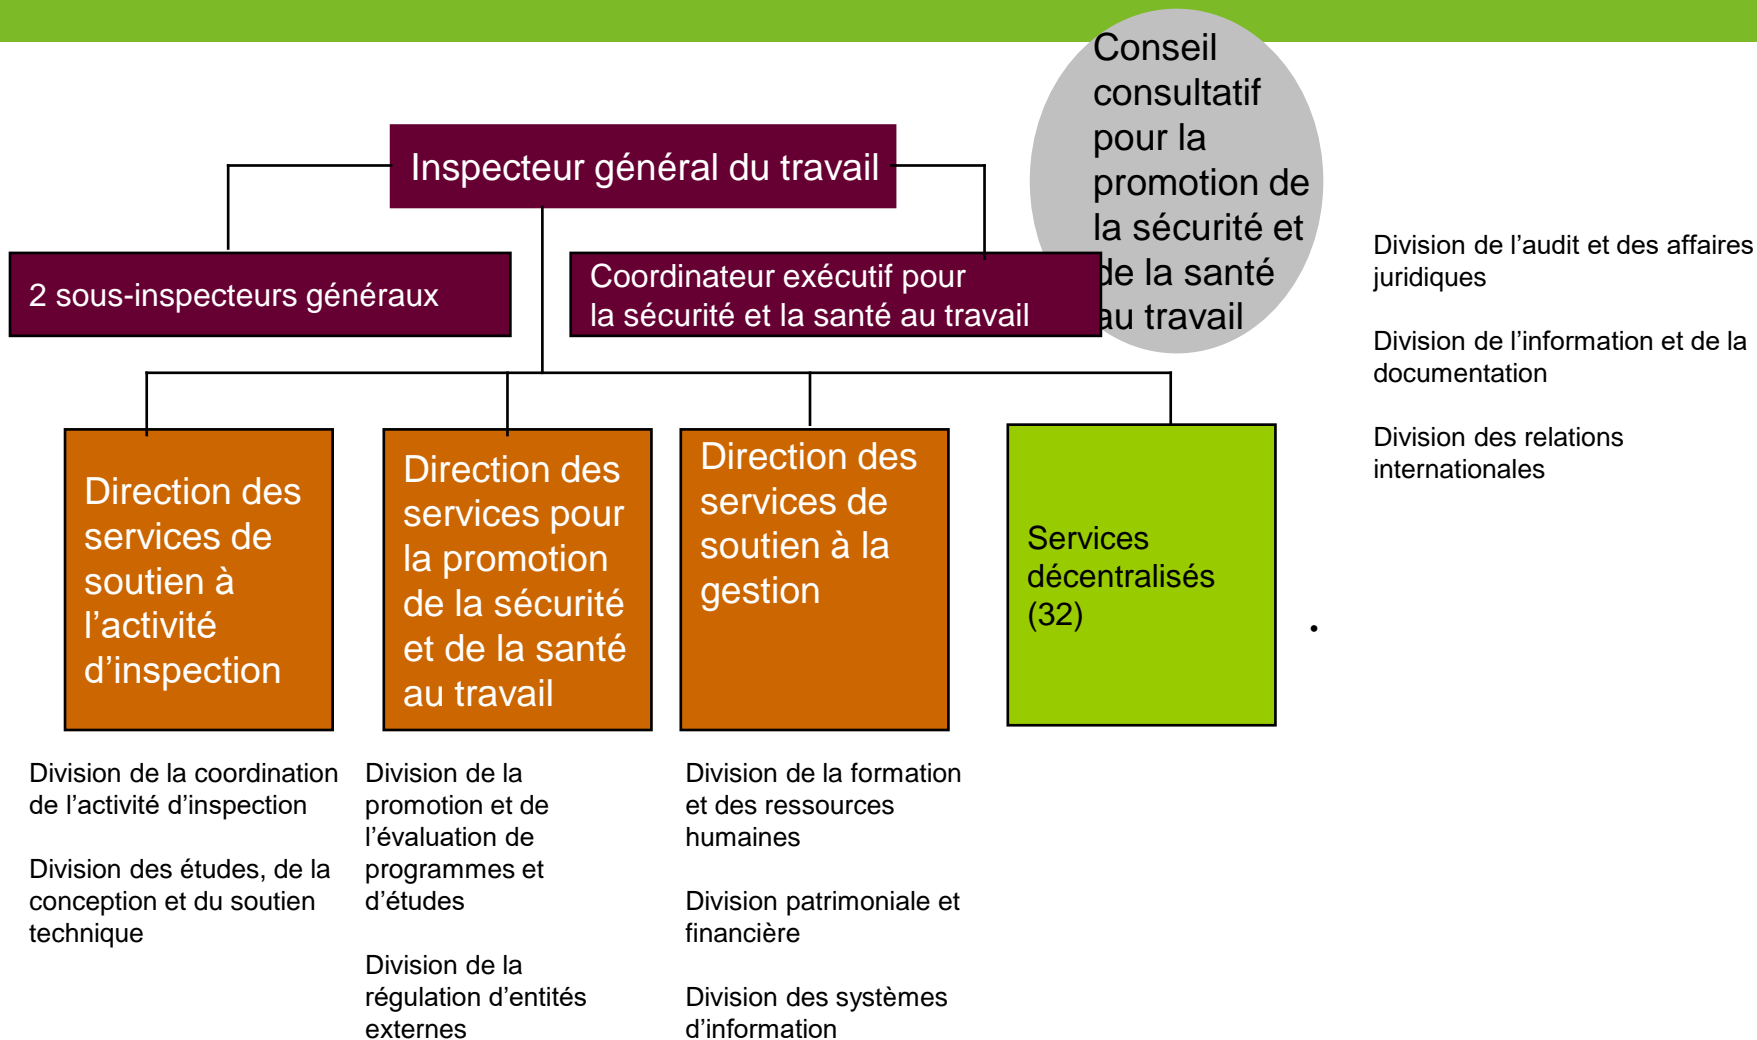 Conseil
consultatif
pour la
promotion de
la sécurité et
de la santé
au travail
Inspecteur général du travail
2 sous-inspecteurs généraux
Coordinateur exécutif pour
la sécurité et la santé au travail
Division de l’audit et des affaires
juridiques
Division de l’information et de la
documentation
Division des relations
internationales
Direction des
services de
soutien à
l’activité
d’inspection
Direction des
services pour
la promotion
de la sécurité
et de la santé
au travail
Direction des
services de
soutien à la
gestion
Services
décentralisés
(32)
•
Division de la coordination
de l’activité d’inspection
Division des études, de la
conception et du soutien
technique
Division de la
promotion et de
l’évaluation de
programmes et
d’études
Division de la
régulation d’entités
externes
Division de la formation
et des ressources
humaines
Division patrimoniale et
financière
Division des systèmes
d’information